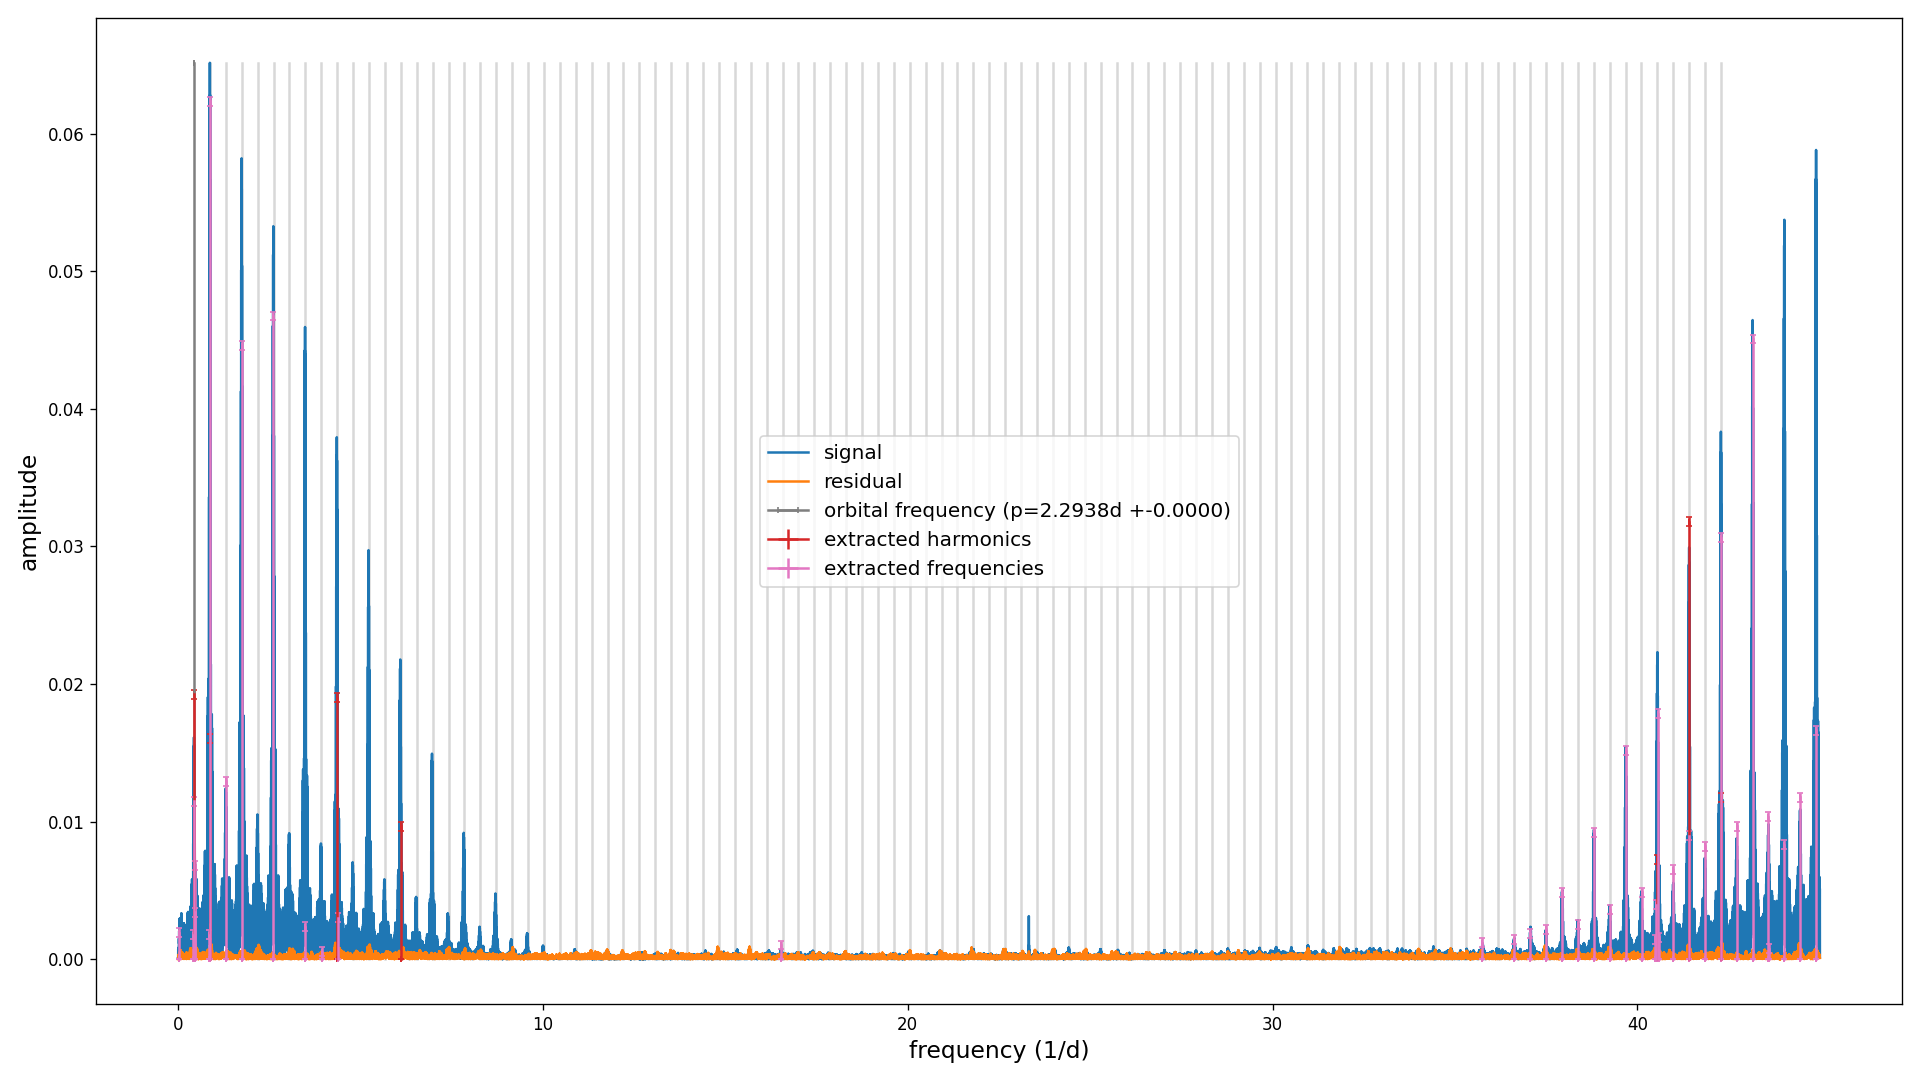 0.06
0.05
0.04
0.03
0.02
0.01
0.00
amplitude
signal
residual
orbital frequency (p=2.2938d +-0.0000)
extracted harmonics
extracted frequencies
0 10 20 30 40
frequency (1/d)